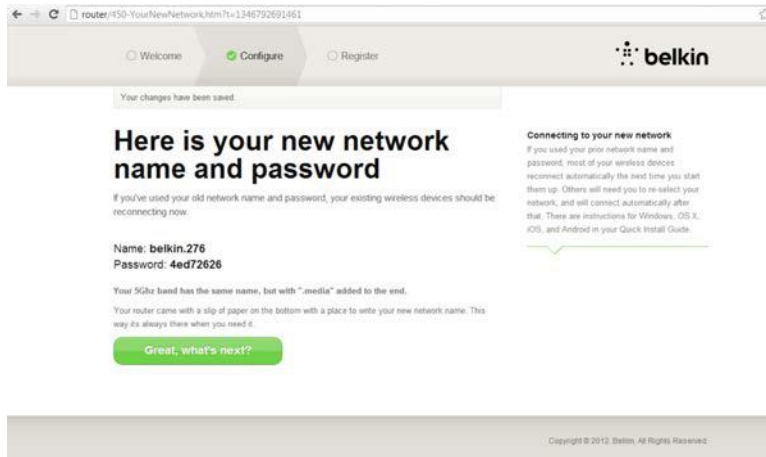 router/450-YourNewNetwork.htm?t=1346792691461
Welcome Configure Register
belkin
Your changes have been saved.
Here is your new network
name and password
If you've used your old network name and password, your existing wireless devices should be
reconnecting now.
Name: belkin.276
Password: 4ed72626
Your 5Ghz band has the same name, but with ".media" added to the end.
Your router came with a slip of paper on the bottom with a place to write your new network name. This
way its always there when you need it.
Great, what's next?
Connecting to your new network
If you used your prior network name and
password, most of your wireless devices
reconnect automatically the next time you start
them up. Others will need you to re-select your
network, and will connect automatically after
that. There are instructions for Windows, OS X,
iOS, and Android in your Quick Install Guide.
Copyright © 2012, Belkin, All Rights Reserved.